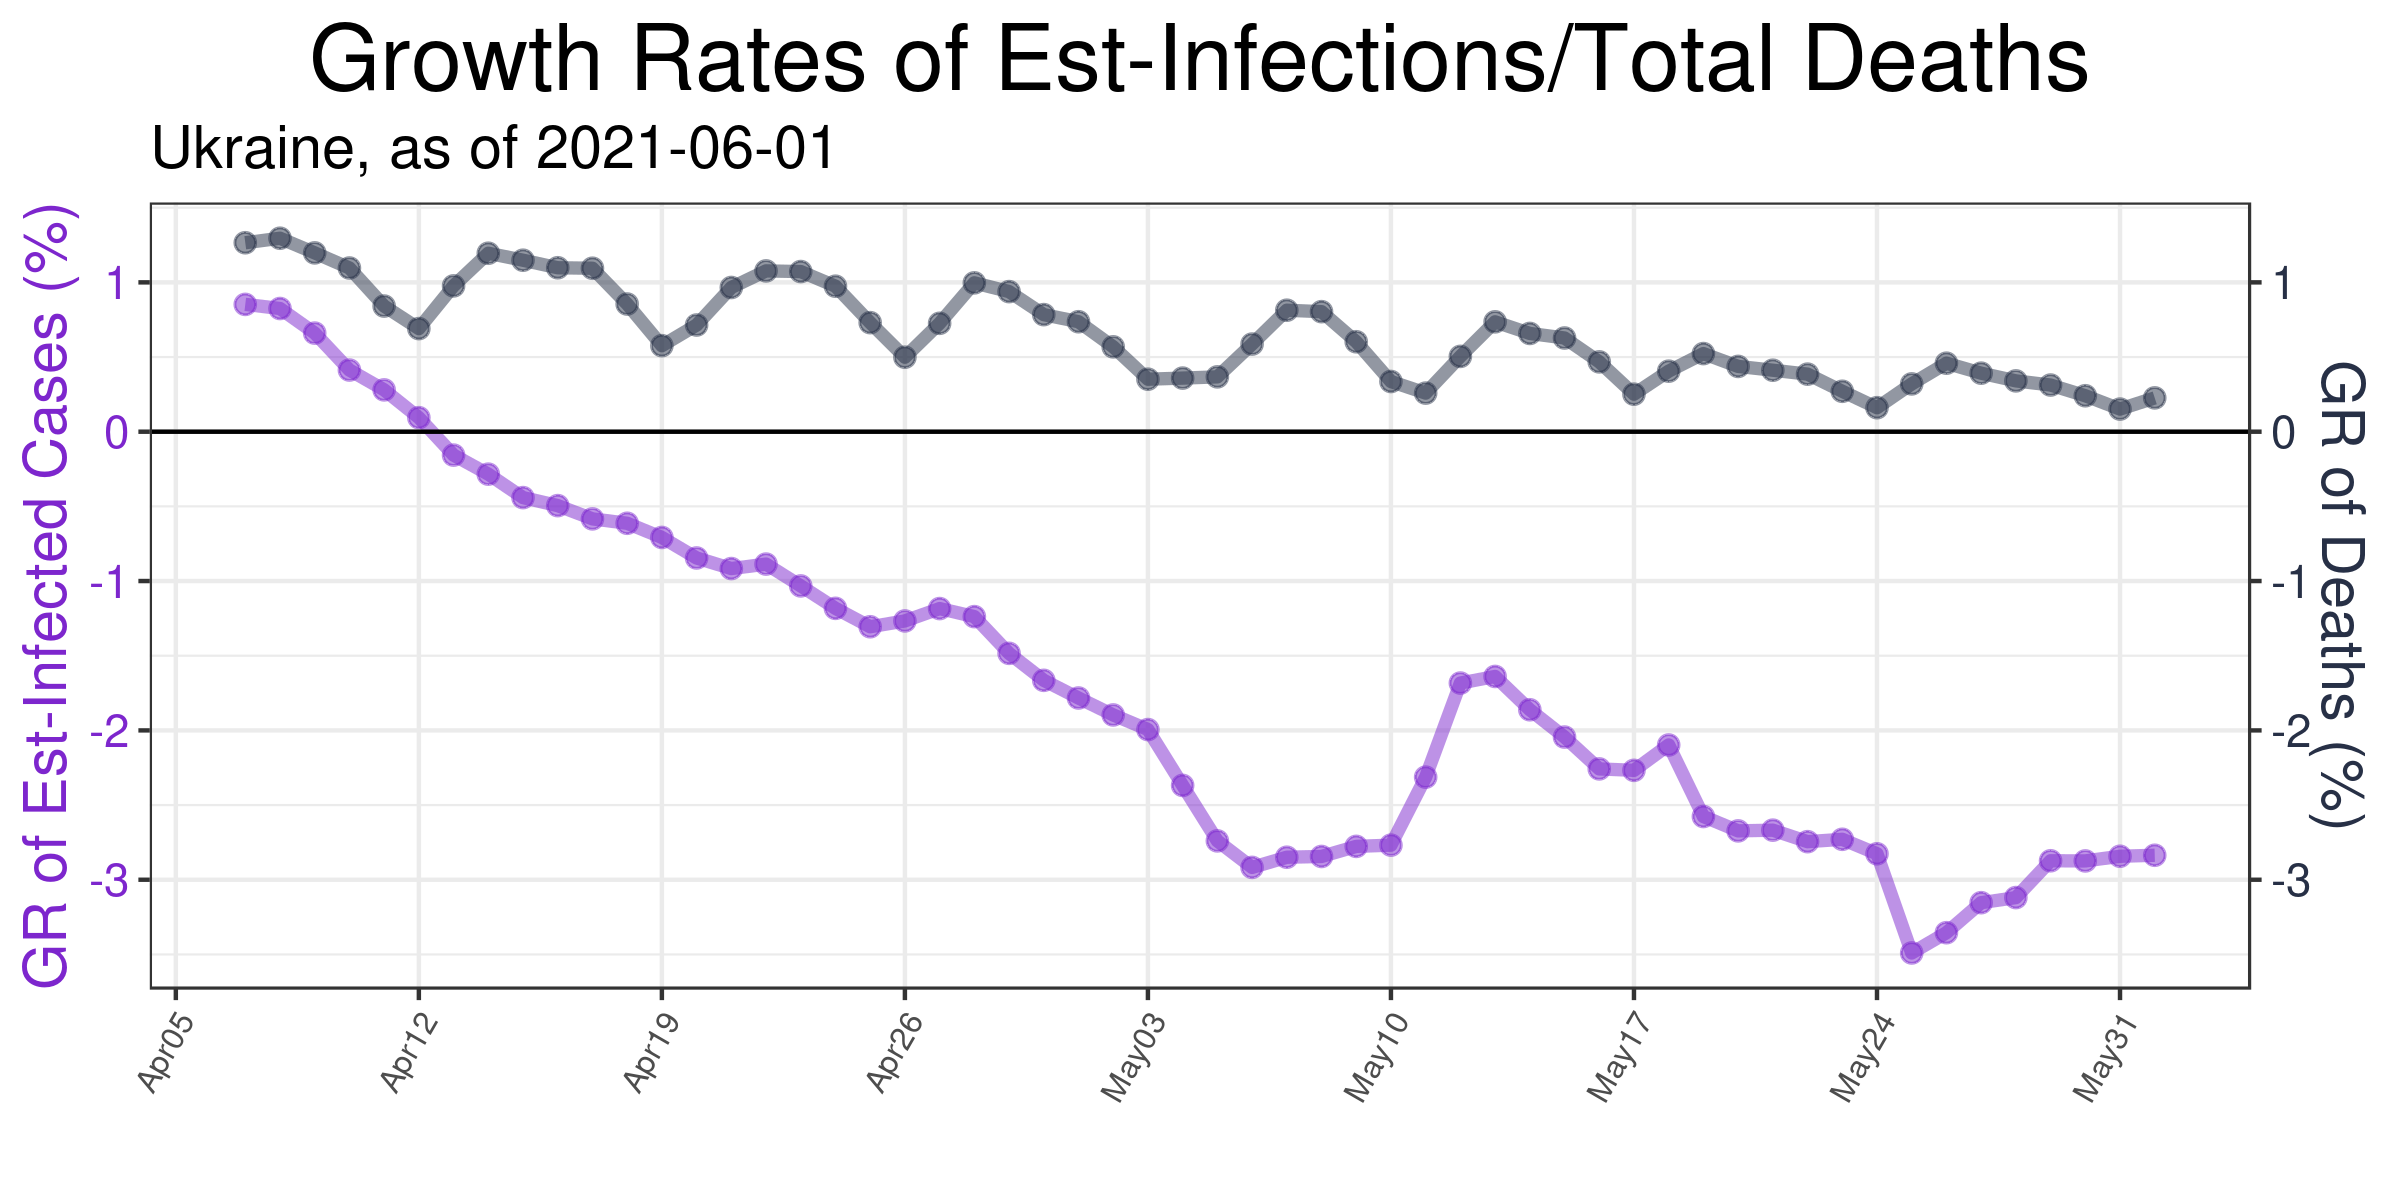 Growth Rates of Est-Infections/Total Deaths
Ukraine, as of 2021-06-01
GR of Est-Infected Cases (%)
1
0
-1
-2
-3
1
0
-1
-2
-3
GR of Deaths (%)
Apr05
Apr12
Apr19
Apr26
May03
May10
May17
May24
May31